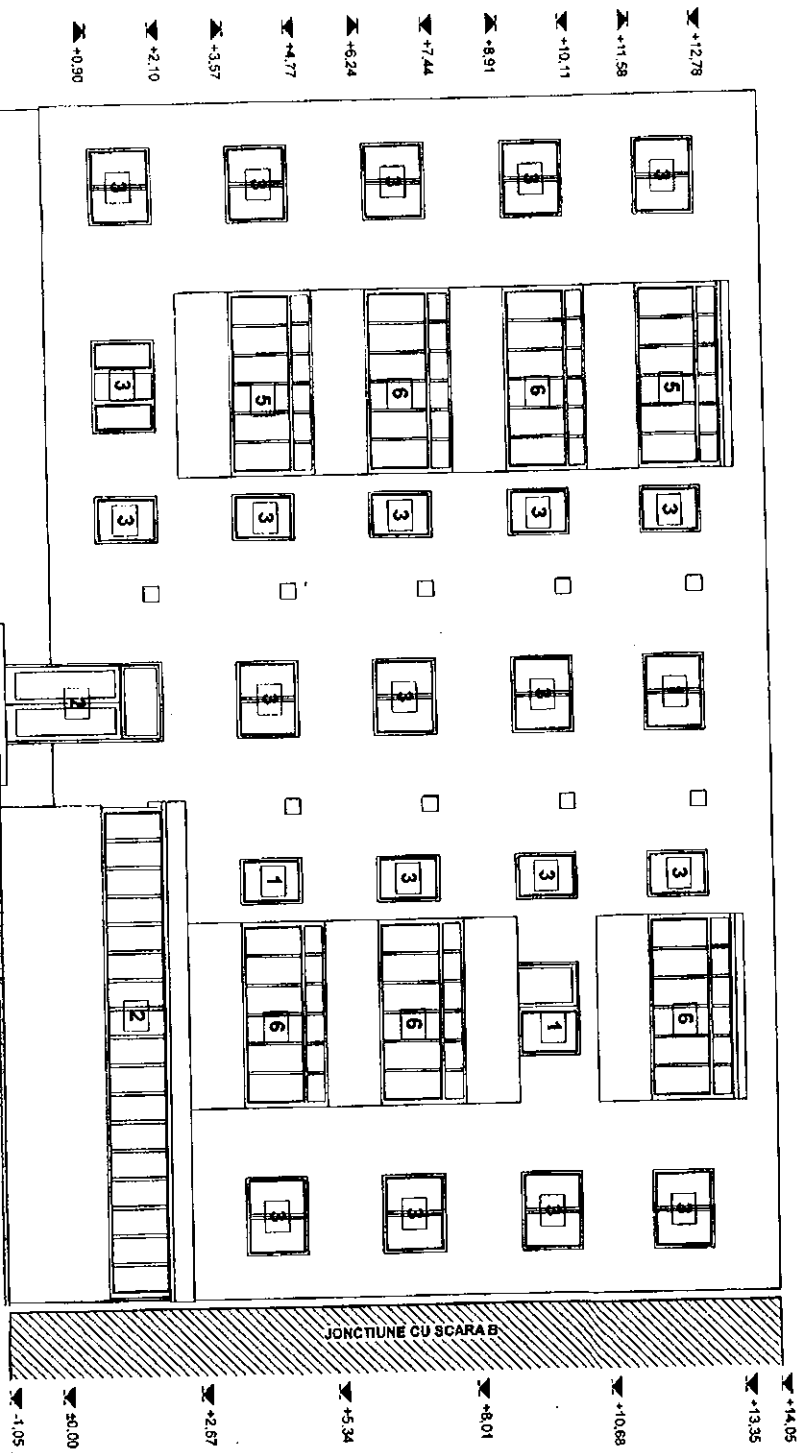 +0,90
+2,10
+3,57
+4,77
+6,24
+7,44
+8,91
+10,11
+11,58
+12,78
3 3 3 3 3
3 5 6 6 5
3 3 3 3 3
2 3 3 3 3
1 3 3 3
2 6 6 1 6
3 3 3 3
JONCTIUNE CU SCARA B
-1,05
±0,00
+2,67
+5,34
+8,01
+10,68
+13,35
+14,05